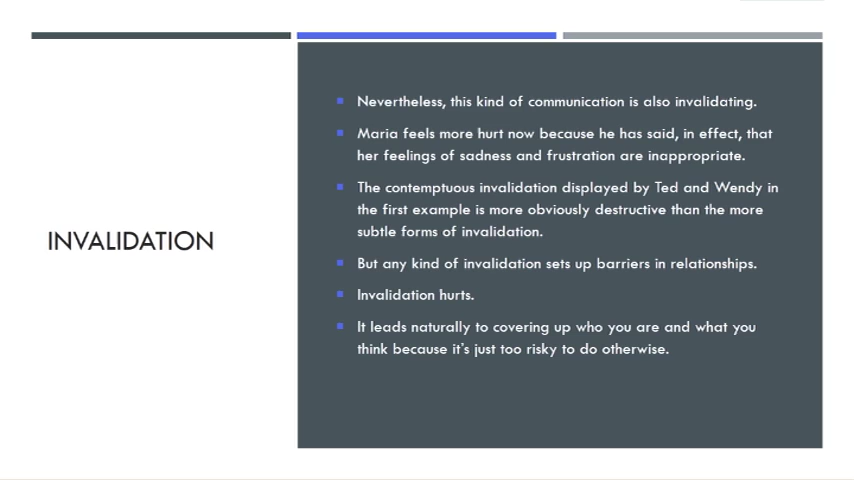 INVALIDATION
Nevertheless, this kind of communication is also invalidating.
Maria feels more hurt now because he has said, in effect, that
her feelings of sadness and frustration are inappropriate.
The contemptuous invalidation displayed by Ted and Wendy in
the first example is more obviously destructive than the more
subtle forms of invalidation.
But any kind of invalidation sets up barriers in relationships.
Invalidation hurts.
It leads naturally to covering up who you are and what you
think because it's just too risky to do otherwise.